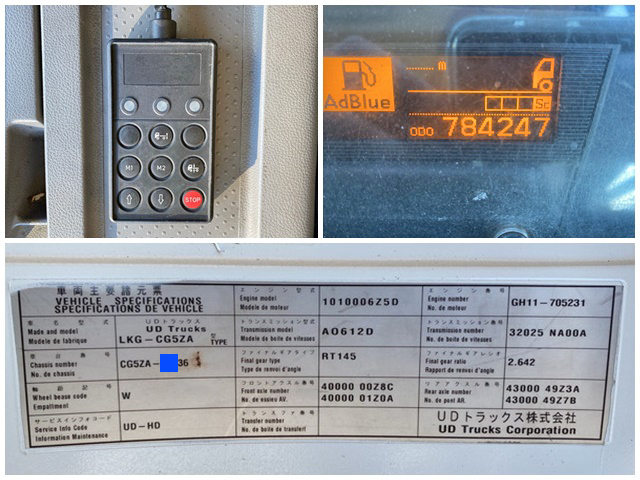 M1
M2
STOP
m
AdBlue
Sc
ODO 784247
車両主要諸元表
VEHICLE SPECIFICATIONS
SPECIFICATIONS DE VEHICLE
車名型式
Made and model
Modele de fabrique
UDトラックス
UD Trucks
LKG-CG5ZA
型式
TYPE
車台番号
Chassis number
No. de chassis
CG5ZA-
36
軸距記号
Wheel bease code
Empattment
W
サービスインフォコード
Service Info Code
Information Maintenance
UD-HD
エンジン型式
Engine model
Modele de moteur
1010006Z5D
トランスミッション型式
Transmission model
Modele de boite de vitesses
A0612D
ファイナルギアタイプ
Final gear type
Type de renvoi d'angle
RT145
フロントアクスル番号
Front axle number
No. de essieu AV.
40000 00Z8C
40000 01Z0A
トランスファ番号
Transfer number
No. de boite de transfert
エンジン番号
Engine number
No. de moteur
GH11-705231
トランスミッション番号
Transmission number
No. de boite de vitesses
32025 NA00A
ファイナルギアレシオ
Final gear ratio
Rapport de renvoi d'angle
2.642
リアアクスル番号
Rear axle number
No. de pont AR.
43000 49Z3A
43000 49Z7B
UDトラックス株式会社
UD Trucks Corporation